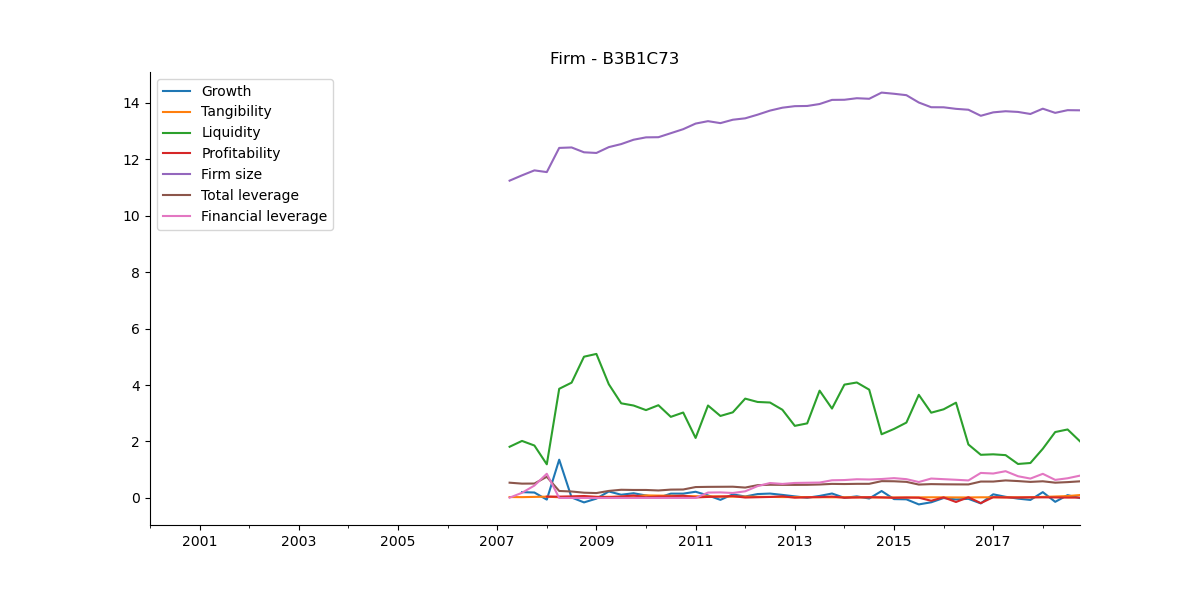 Firm - B3B1C73
Growth
Tangibility
Liquidity
Profitability
Firm size
Total leverage
Financial leverage
14
12
10
8
6
4
2
0
2001 2003 2005 2007 2009 2011 2013 2015 2017